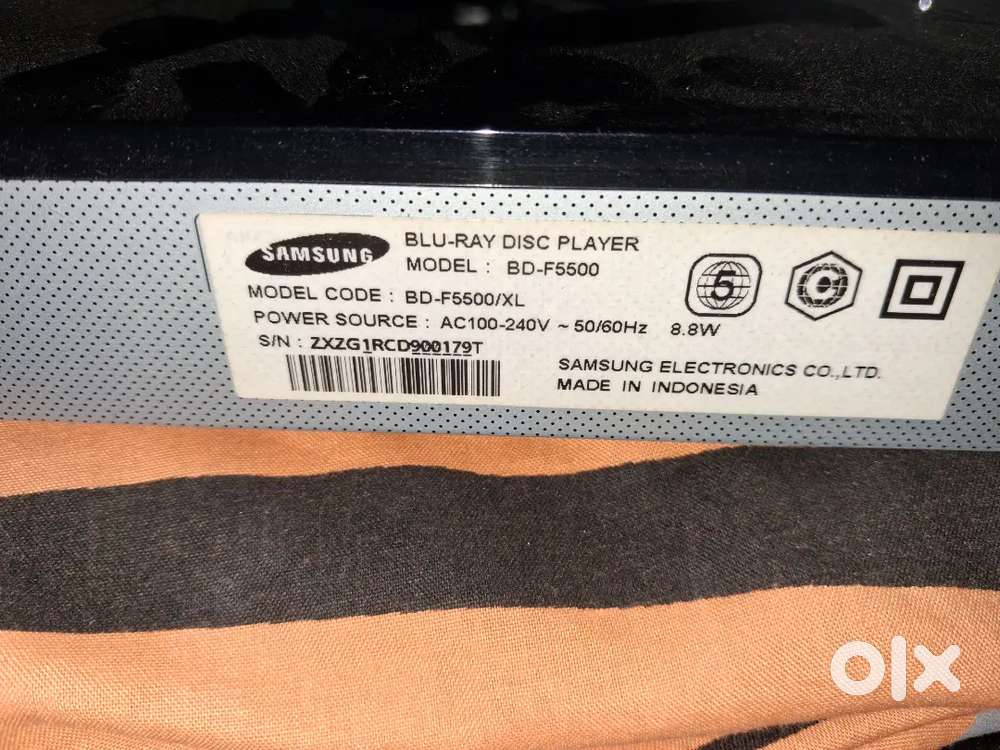 SAMSUNG
BLU-RAY DISC PLAYER
MODEL : BD-F5500
MODEL CODE : BD-F5500/XL
POWER SOURCE : AC100-240V ~ 50/60Hz 8.8W
S/N : ZXZG1RCD900179T
SAMSUNG ELECTRONICS CO.,LTD.
MADE IN INDONESIA
5
C
olx